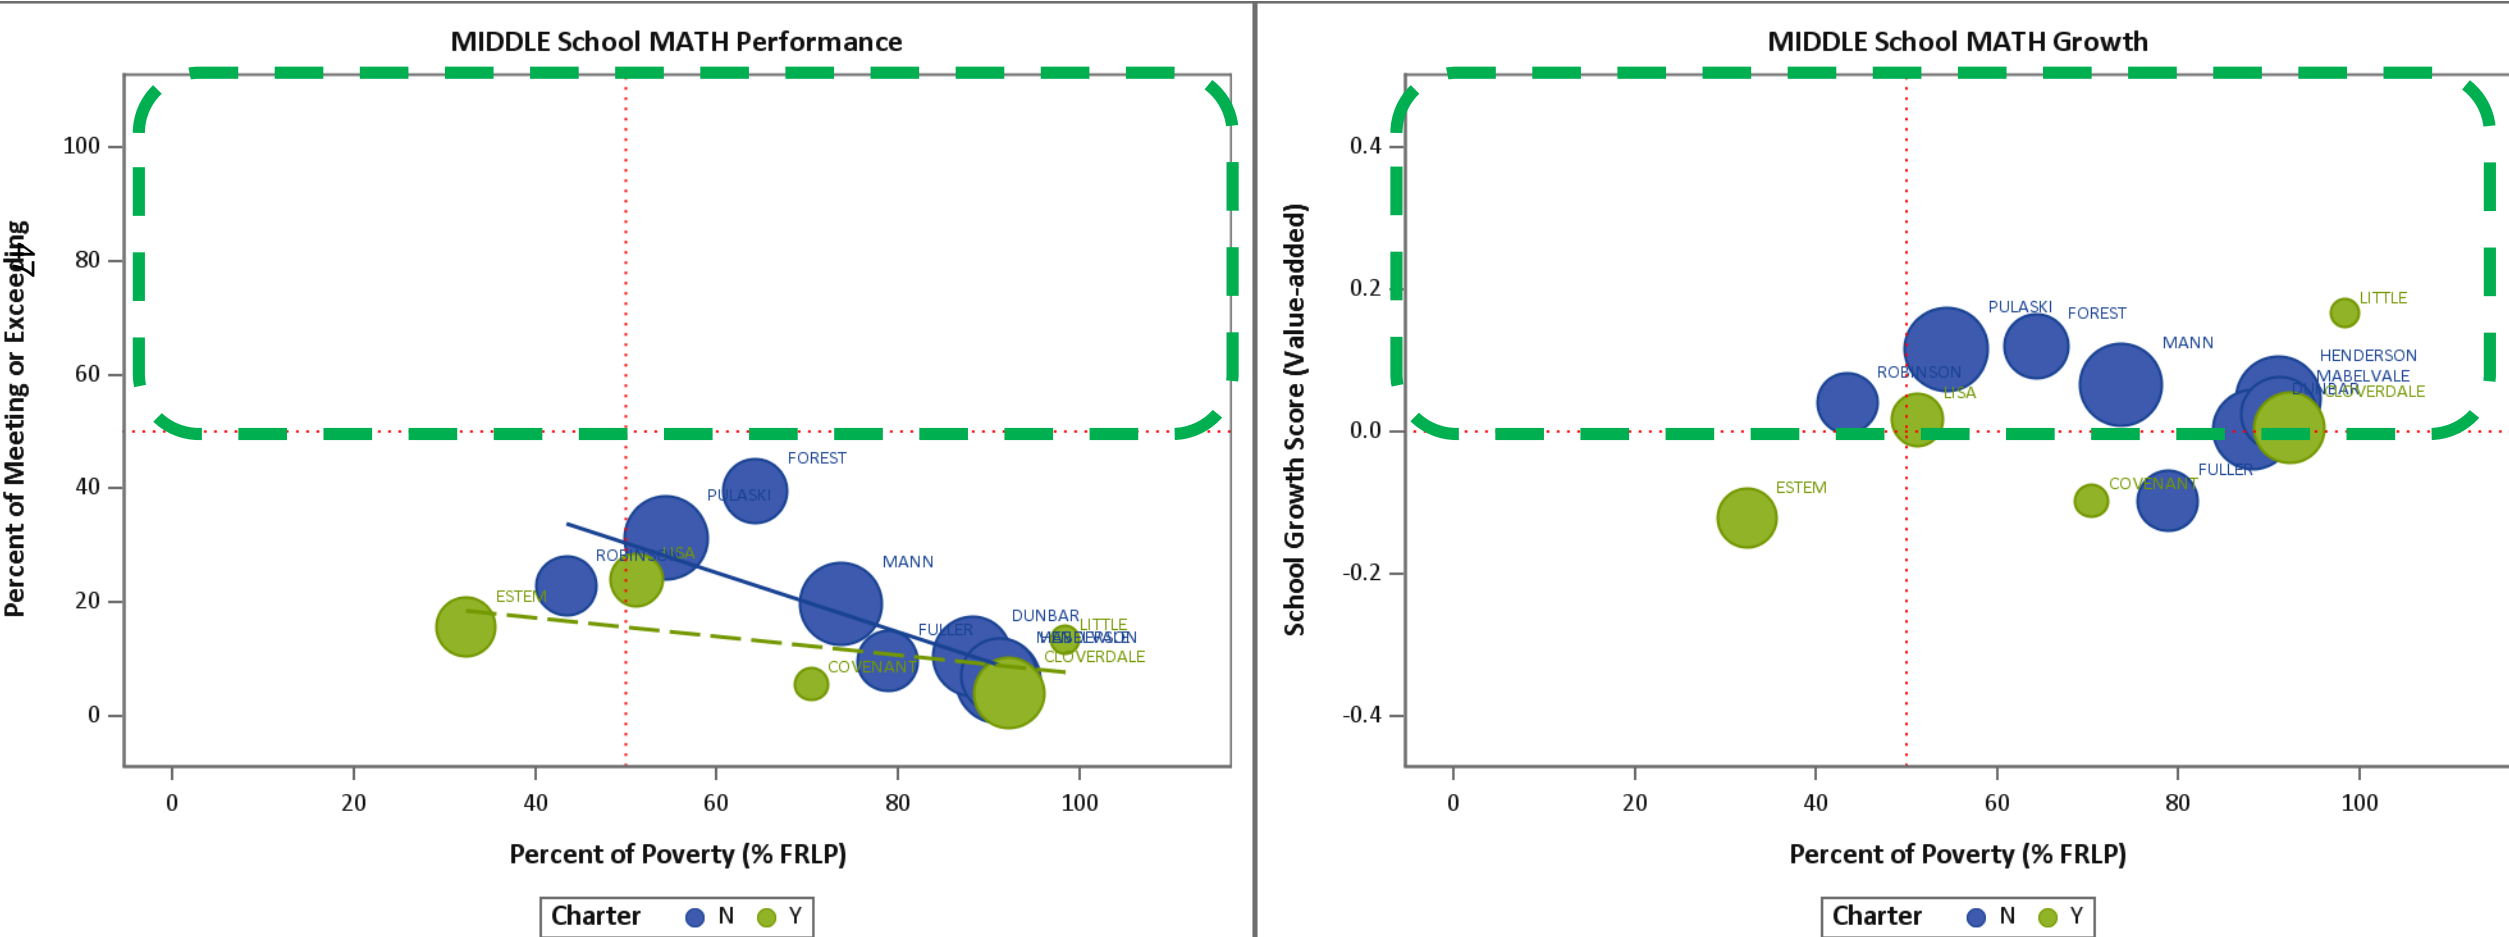 MIDDLE School MATH Performance
Percent of Meeting or Exceeding
47
100
80
60
40
20
0
FOREST
PULASKI
ROBINSON
LISA
MANN
ESTEM
DUNBAR
LITTLE
FULLER
MABELVALE
HENDERSON
CLOVERDALE
COVENANT
0 20 40 60 80 100
Percent of Poverty (% FRLP)
Charter N Y
MIDDLE School MATH Growth
School Growth Score (Value-added)
0.4
0.2
0.0
-0.2
-0.4
LITTLE
PULASKI
FOREST
MANN
HENDERSON
ROBINSON
MABELVALE
DUNBAR
CLOVERDALE
LISA
FULLER
COVENANT
ESTEM
0 20 40 60 80 100
Percent of Poverty (% FRLP)
Charter N Y